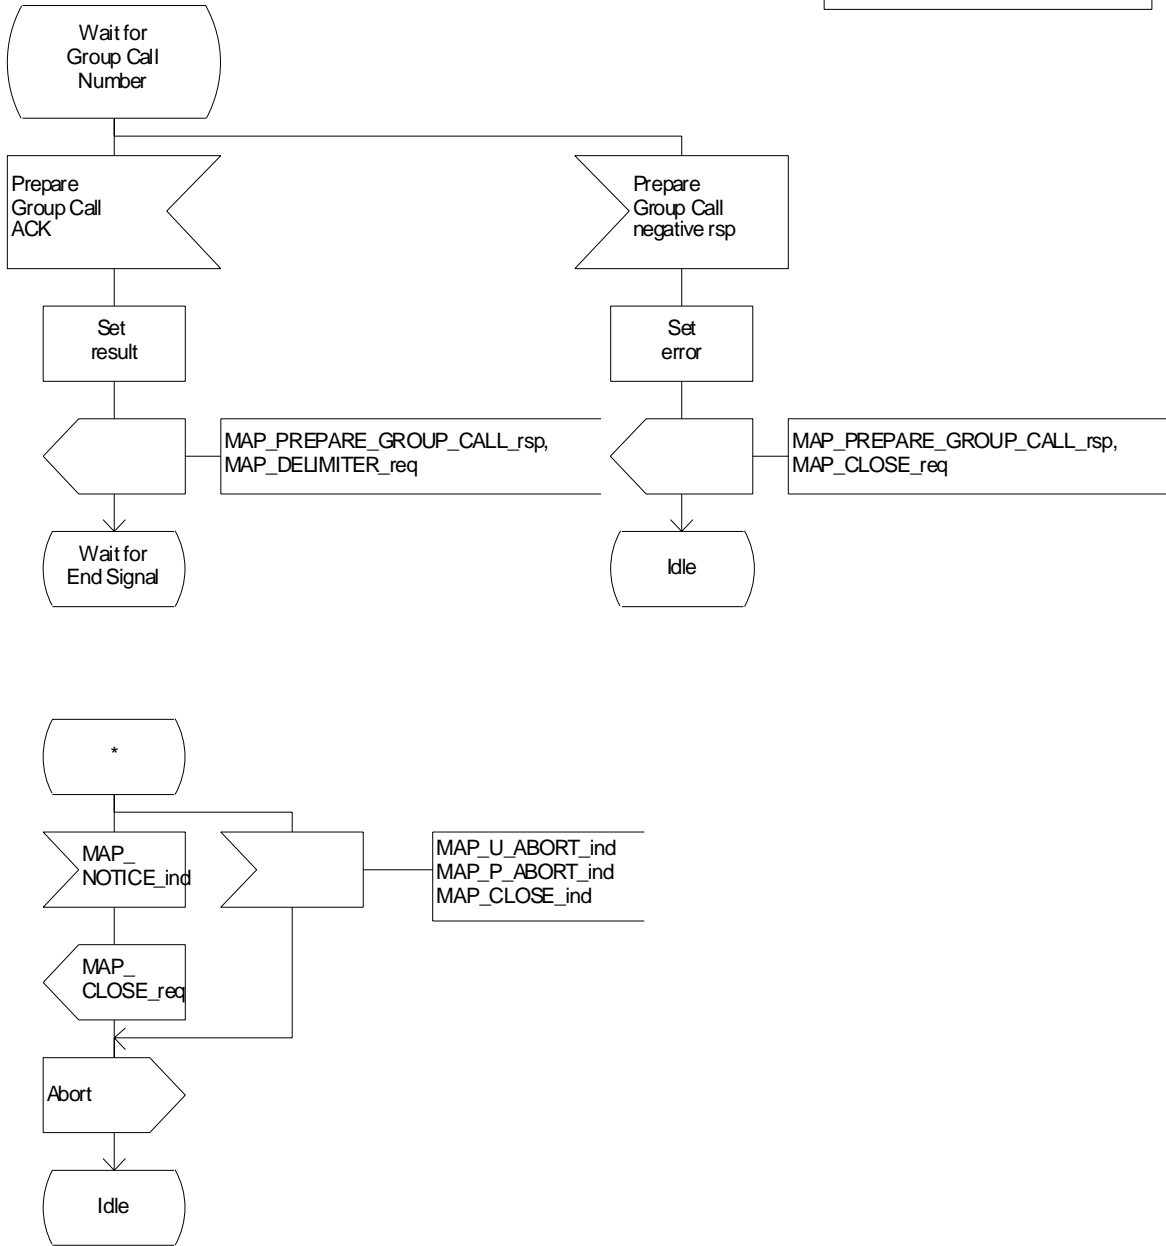 Wait for
Group Call
Number
Prepare
Group Call
ACK
Prepare
Group Call
negative rsp
Set
result
Set
error
MAP_PREPARE_GROUP_CALL_rsp,
MAP_DELIMITER_req
MAP_PREPARE_GROUP_CALL_rsp,
MAP_CLOSE_req
Wait for
End Signal
Idle
*
MAP_
NOTICE_ind
MAP_U_ABORT_ind
MAP_P_ABORT_ind
MAP_CLOSE_ind
MAP_
CLOSE_req
Abort
Idle